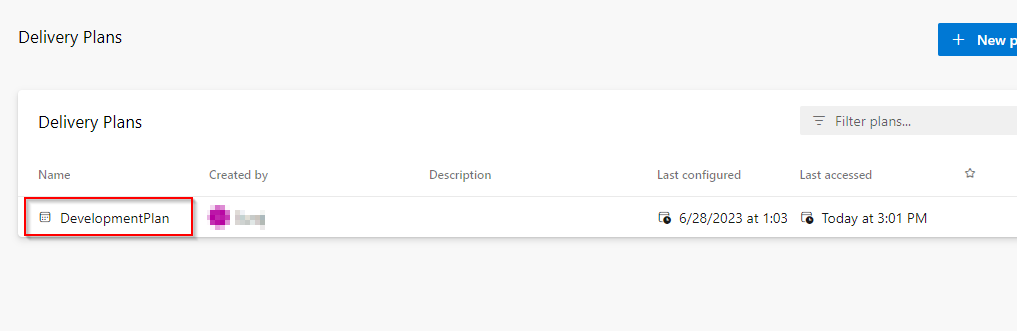 Delivery Plans
+ New p
Delivery Plans
Filter plans...
Name Created by Description Last configured Last accessed
DevelopmentPlan 6/28/2023 at 1:03 Today at 3:01 PM